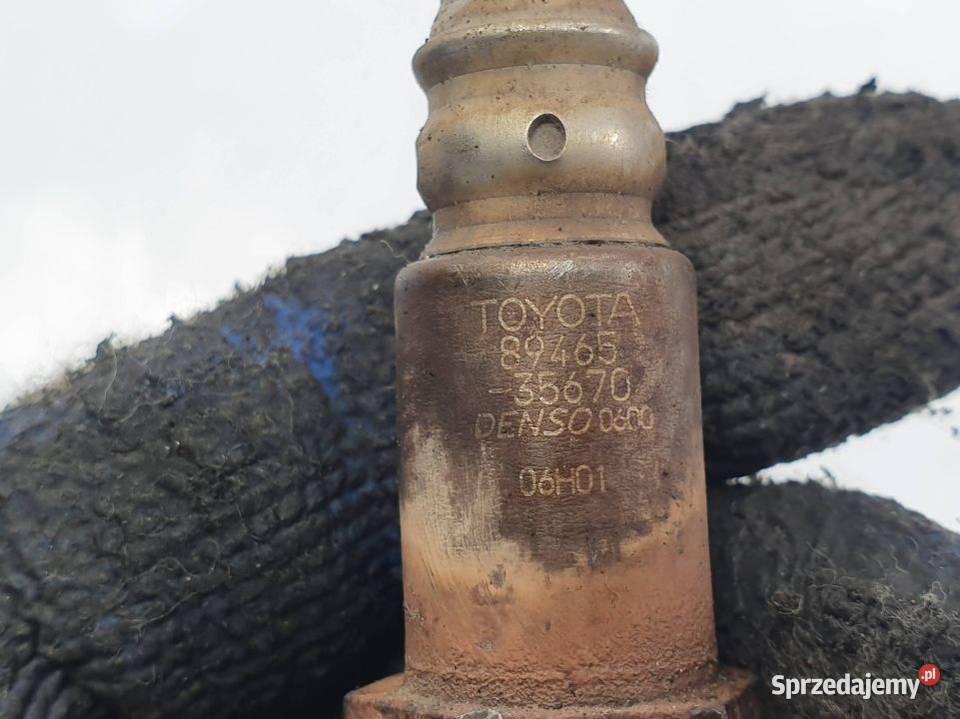 TOYOTA
89465
-35670
DENSO 0600
06H01
Sprzedajemy.pl